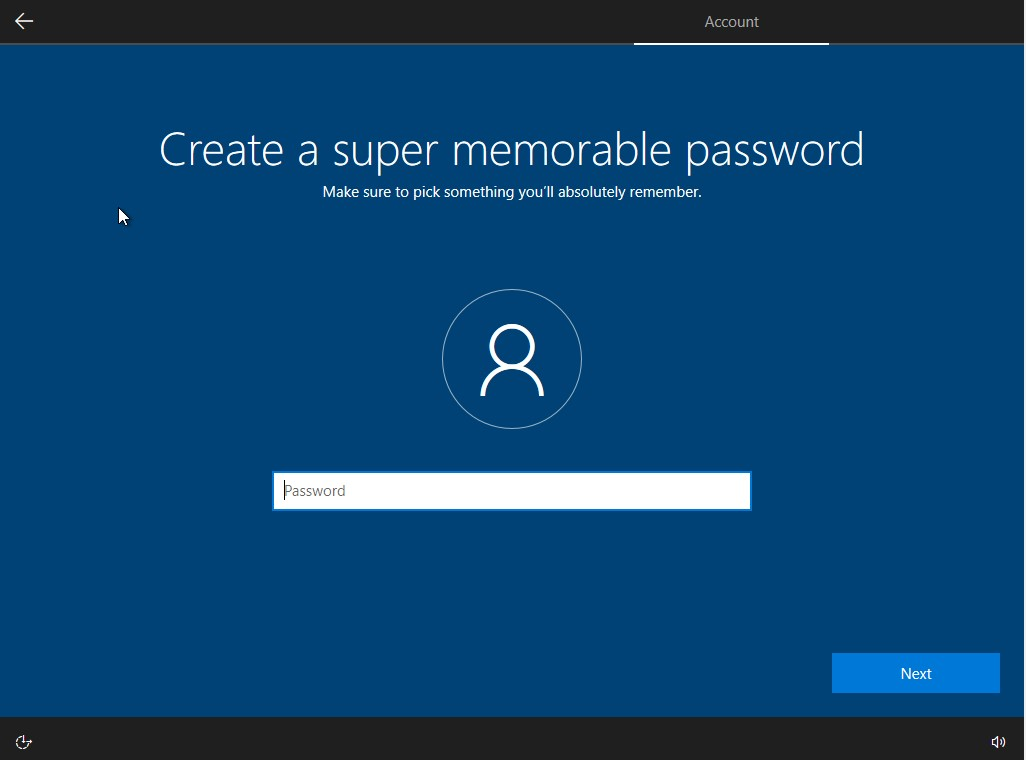 Account
Create a super memorable password
Make sure to pick something you'll absolutely remember.
Password
Next